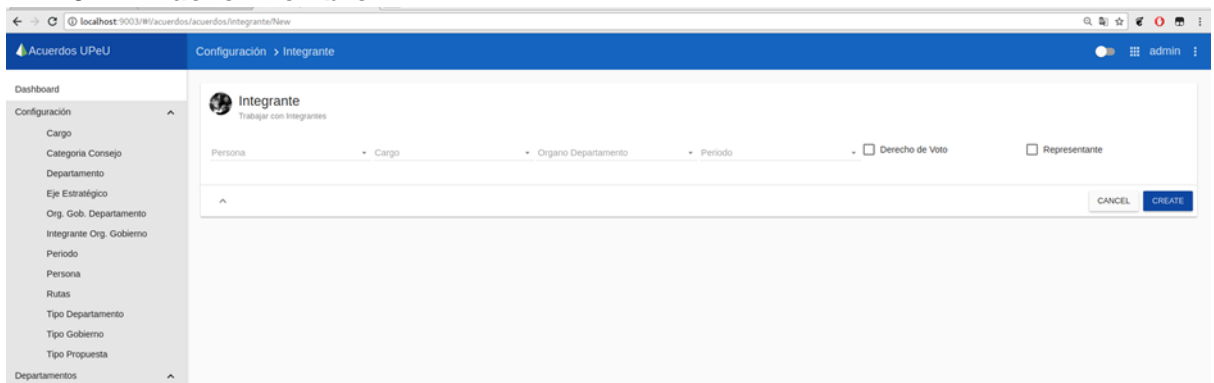 localhost:9003/#!/acuerdos/acuerdos/integrante/New
Acuerdos UPeU
Configuración > Integrante
admin
Dashboard
Configuración
Cargo
Categoria Consejo
Departamento
Eje Estratégico
Org. Gob. Departamento
Integrante Org. Gobierno
Periodo
Persona
Rutas
Tipo Departamento
Tipo Gobierno
Tipo Propuesta
Departamentos
Integrante
Trabajar con Integrantes
Persona Cargo Organo Departamento Periodo Derecho de Voto Representante
CANCEL CREATE